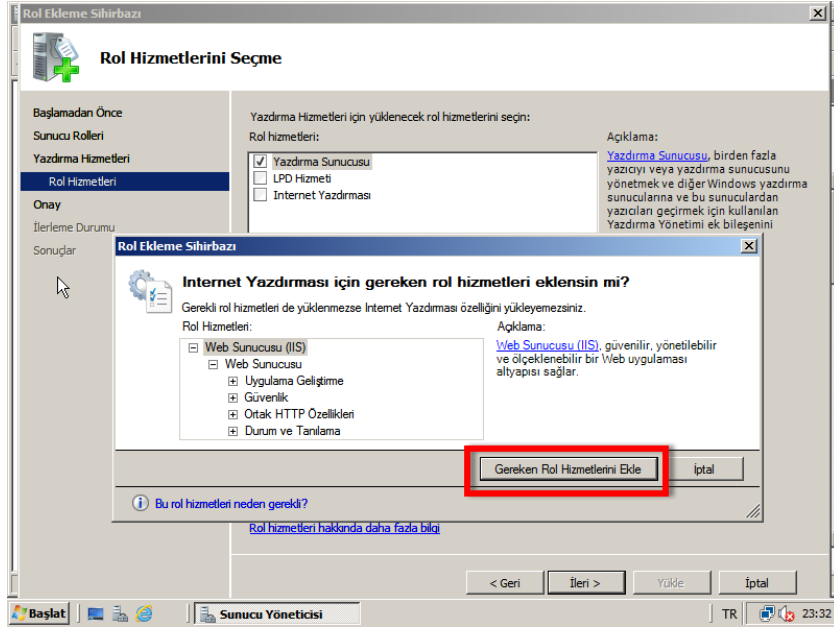 Rol Ekleme Sihirbazı
Rol Hizmetlerini Seçme
Başlamadan Önce
Sunucu Rolleri
Yazdırma Hizmetleri
Rol Hizmetleri
Onay
İlerleme Durumu
Sonuçlar
Yazdırma Hizmetleri için yüklenecek rol hizmetlerini seçin:
Rol hizmetleri:
Yazdırma Sunucusu
LPD Hizmeti
Internet Yazdırması
Açıklama:
Yazdırma Sunucusu, birden fazla
yazıcıyı veya yazdırma sunucusunu
yönetmek ve diğer Windows yazdırma
sunucularına ve bu sunuculardan
yazıcıları geçirmek için kullanılan
Yazdırma Yönetimi ek bileşenini
Rol Ekleme Sihirbazı
Internet Yazdırması için gereken rol hizmetleri eklensin mi?
Gerekli rol hizmetleri de yüklenmezse Internet Yazdırması özelliğini yükleyemezsiniz.
Rol Hizmetleri:
Web Sunucusu (IIS)
Web Sunucusu
Uygulama Geliştirme
Güvenlik
Ortak HTTP Özellikleri
Durum ve Tanılama
Açıklama:
Web Sunucusu (IIS), güvenilir, yönetilebilir
ve ölçeklenebilir bir Web uygulaması
altyapısı sağlar.
Gereken Rol Hizmetlerini Ekle
İptal
Bu rol hizmetleri neden gerekli?
Rol hizmetleri hakkında daha fazla bilgi
< Geri
İleri >
Yükle
İptal
Başlat
Sunucu Yöneticisi
TR
23:32